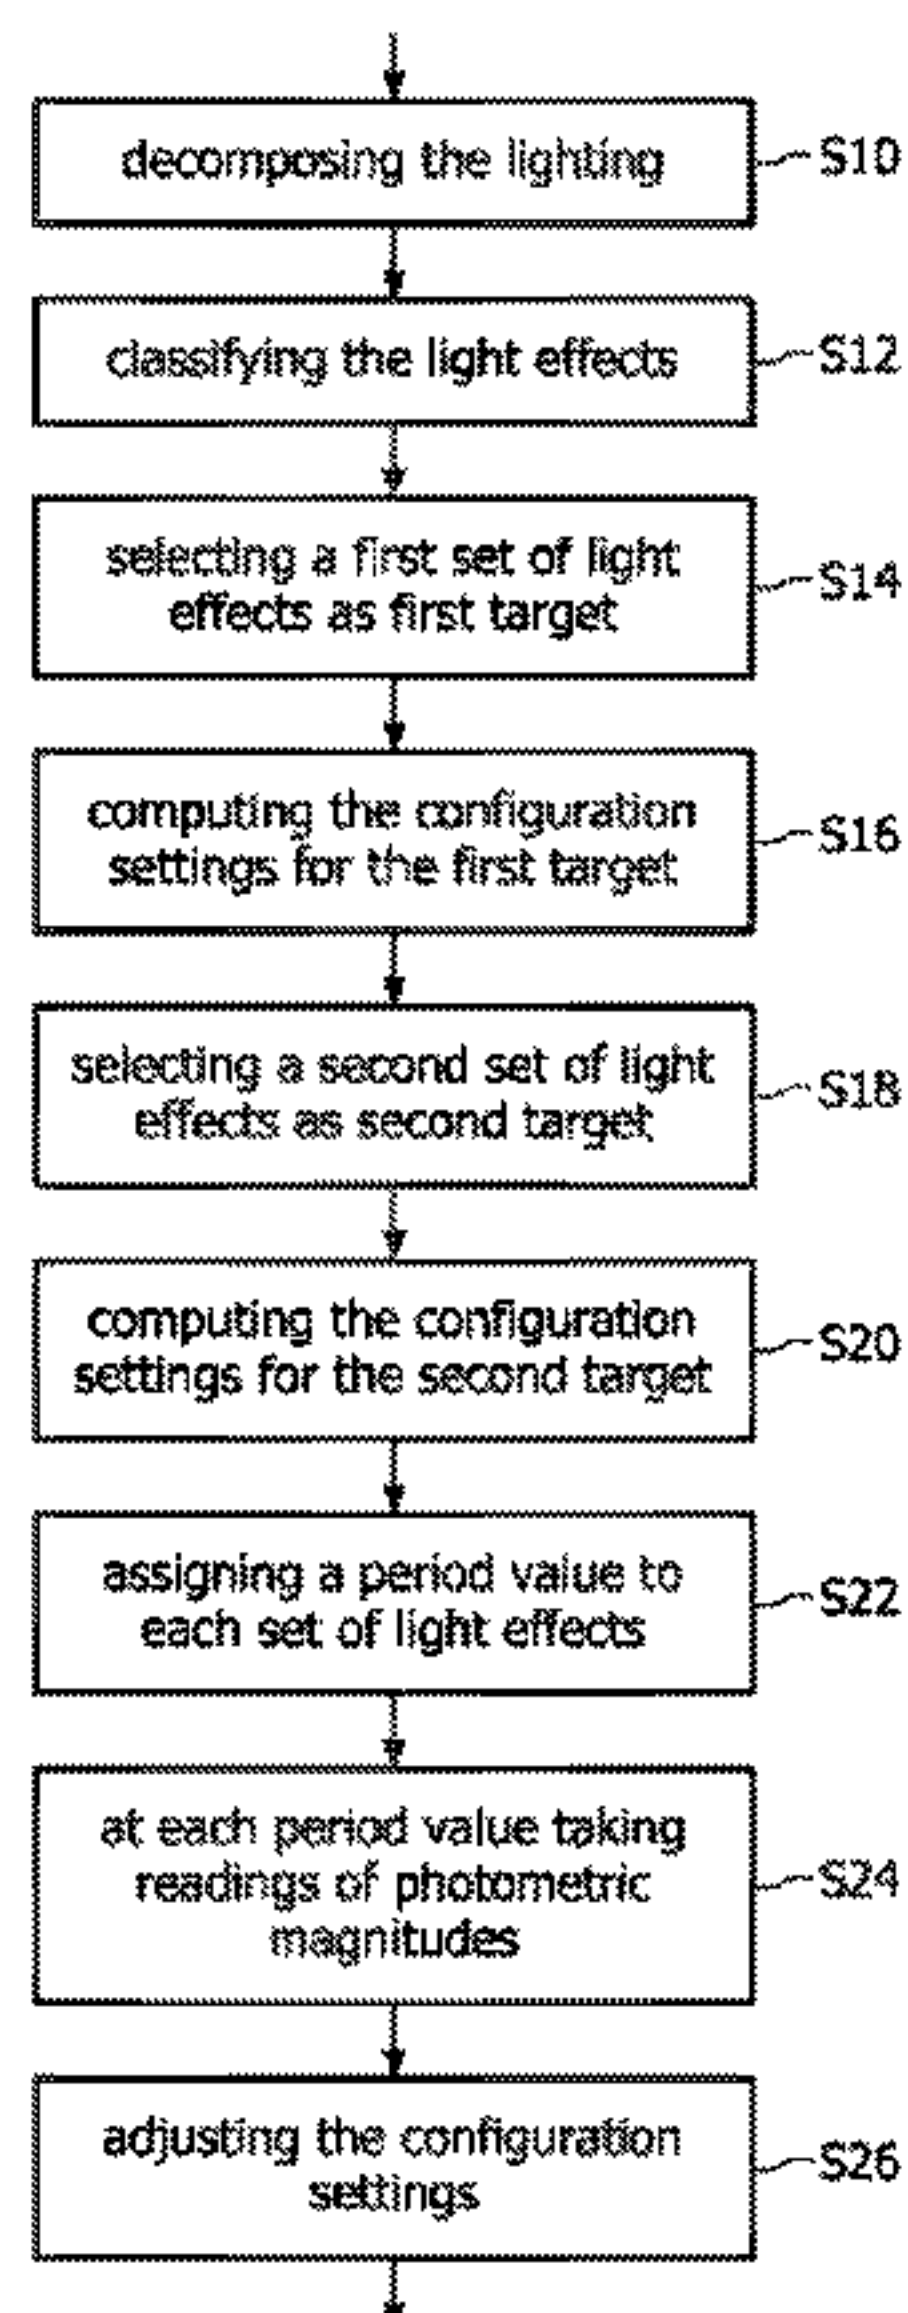 decomposing the lighting
S10
classifying the light effects
S12
selecting a first set of light
effects as first target
S14
computing the configuration
settings for the first target
S16
selecting a second set of light
effects as second target
S18
computing the configuration
settings for the second target
S20
assigning a period value to
each set of light effects
S22
at each period value taking
readings of photometric
magnitudes
S24
adjusting the configuration
settings
S26